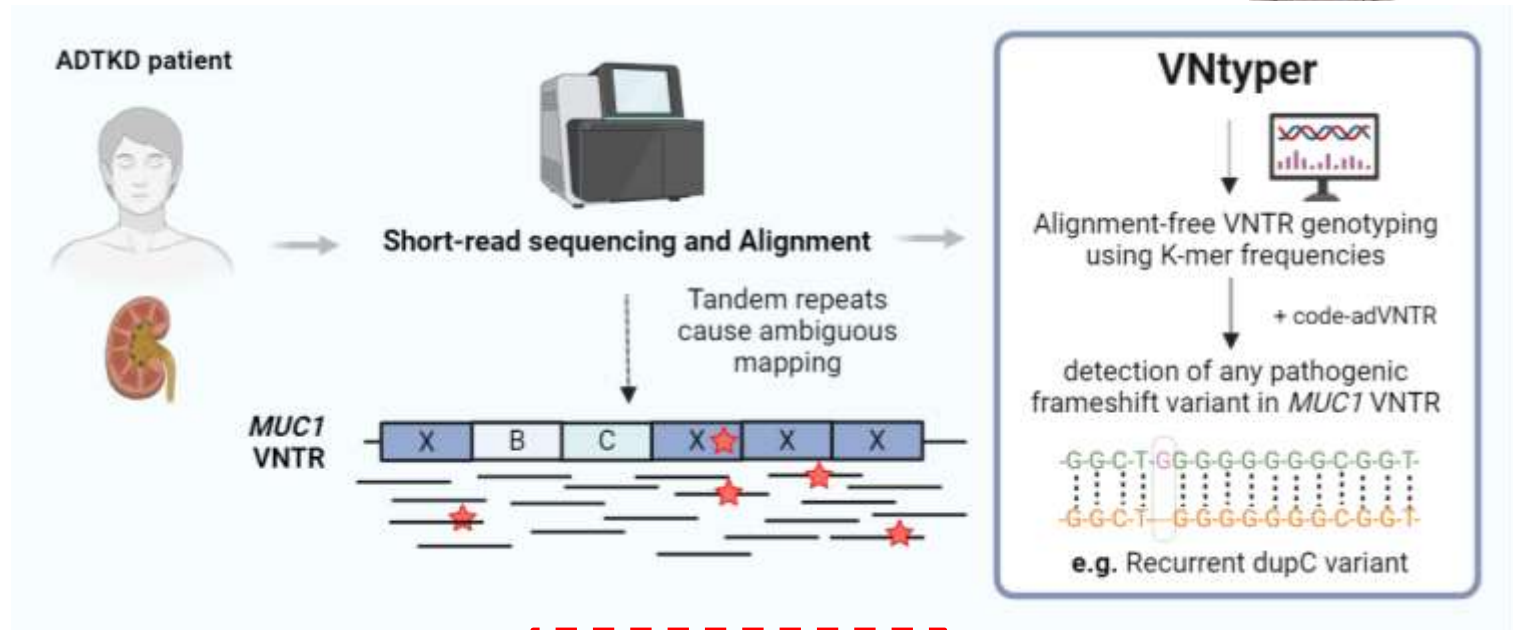 ADTKD patient
Short-read sequencing and Alignment
Tandem repeats
cause ambiguous
mapping
MUC1
VNTR
X B C X X X
VNtyper
Alignment-free VNTR genotyping
using K-mer frequencies
+ code-adVNTR
detection of any pathogenic
frameshift variant in MUC1 VNTR
-G-G-C-T-G-G-G-G-G-G-G-G-C-G-G-T-
-G-G-C-T--G-G-G-G-G-G-G-C-G-G-T-
e.g. Recurrent dupC variant